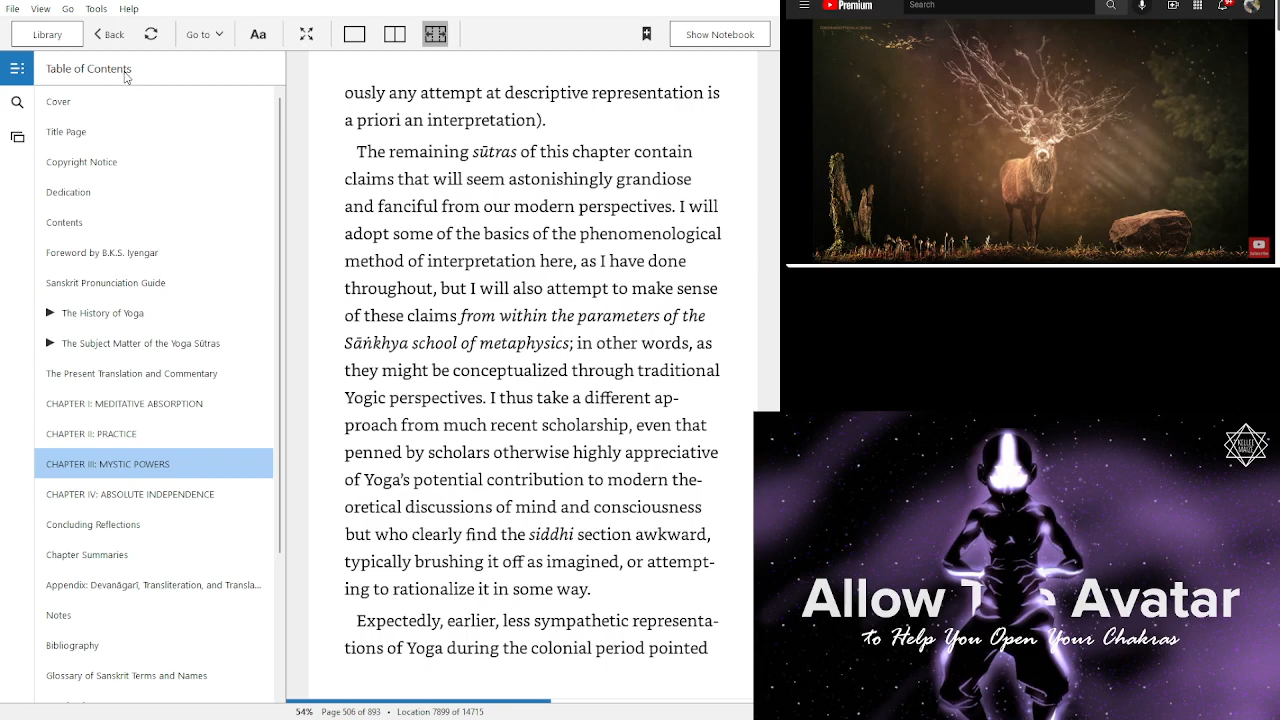 File View Go Tools
Library Back Go to Aa Show Notebook
Table of Contents
Cover
Title Page
Copyright Notice
Dedication
Contents
Foreword by B.K.S. Iyengar
Sanskrit Pronunciation Guide
The History of Yoga
The Subject Matter of the Yoga Sūtras
The Present Translation and Commentary
CHAPTER I: MEDITATIVE ABSORPTION
CHAPTER II: PRACTICE
CHAPTER III: MYSTIC POWERS
CHAPTER IV: ABSOLUTE INDEPENDENCE
Concluding Reflections
Chapter Summaries
Appendix: Devanāgarī, Transliteration, and Transla...
Notes
Bibliography
Glossary of Sanskrit Terms and Names
ously any attempt at descriptive representation is
a priori an interpretation).
The remaining sūtras of this chapter contain
claims that will seem astonishingly grandiose
and fanciful from our modern perspectives. I will
adopt some of the basics of the phenomenological
method of interpretation here, as I have done
throughout, but I will also attempt to make sense
of these claims from within the parameters of the
Sāṅkhya school of metaphysics; in other words, as
they might be conceptualized through traditional
Yogic perspectives. I thus take a different ap-
proach from much recent scholarship, even that
penned by scholars otherwise highly appreciative
of Yoga’s potential contribution to modern the-
oretical discussions of mind and consciousness
but who clearly find the siddhi section awkward,
typically brushing it off as imagined, or attempt-
ing to rationalize it in some way.
Expectedly, earlier, less sympathetic representa-
tions of Yoga during the colonial period pointed
54% Page 506 of 893 • Location 7899 of 14715
Premium Search 9+
Subscribe
Allow T e Avatar
to Help You Open Your Chakras